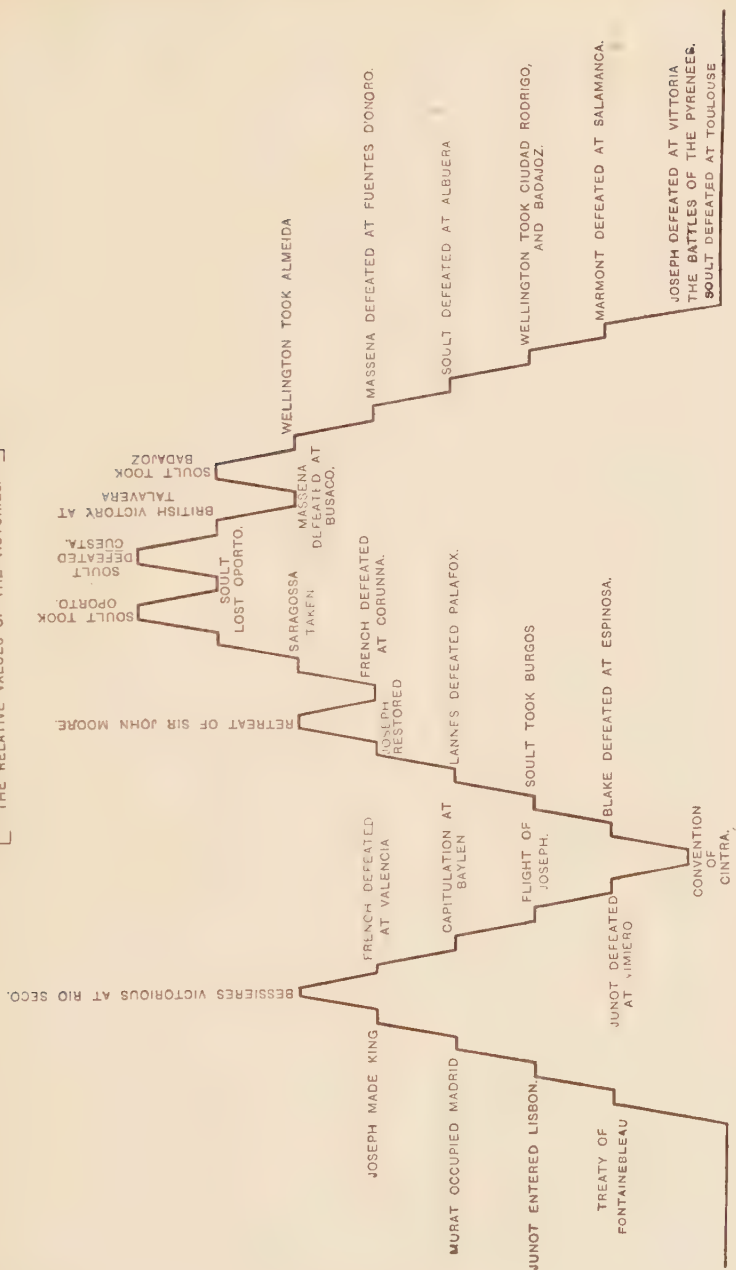 THE RELATIVE VALUES OF THE VICTORIES.
TREATY OF
FONTAINEBLEAU
JUNOT ENTERED LISBON.
MURAT OCCUPIED MADRID
JOSEPH MADE KING
BESSIERES VICTORIOUS AT RIO SECO.
FRENCH DEFEATED
AT VALENCIA
CAPITULATION AT
BAYLEN
FLIGHT OF
JOSEPH.
JUNOT DEFEATED
AT VIMIERO
CONVENTION
OF
CINTRA,
BLAKE DEFEATED AT ESPINOSA.
SOULT TOOK BURGOS
LANNES DEFEATED PALAFOX.
JOSEPH
RESTORED
RETREAT OF SIR JOHN MOORE.
FRENCH DEFEATED
AT CORUNNA.
SARAGOSSA
TAKEN
SOULT TOOK
OPORTO.
SOULT
LOST OPORTO.
SOULT
DEFEATED
CUESTA.
BRITISH VICTORY AT
TALAVERA
MASSENA
DEFEATED AT
BUSACO.
SOULT TOOK
BADAJOZ
WELLINGTON TOOK ALMEIDA
MASSENA DEFEATED AT FUENTES D'ONORO.
SOULT DEFEATED AT ALBUERA
WELLINGTON TOOK CIUDAD RODRIGO,
AND BADAJOZ.
MARMONT DEFEATED AT SALAMANCA.
JOSEPH DEFEATED AT VITTORIA
THE BATTLES OF THE PYRENEES.
SOULT DEFEATED AT TOULOUSE